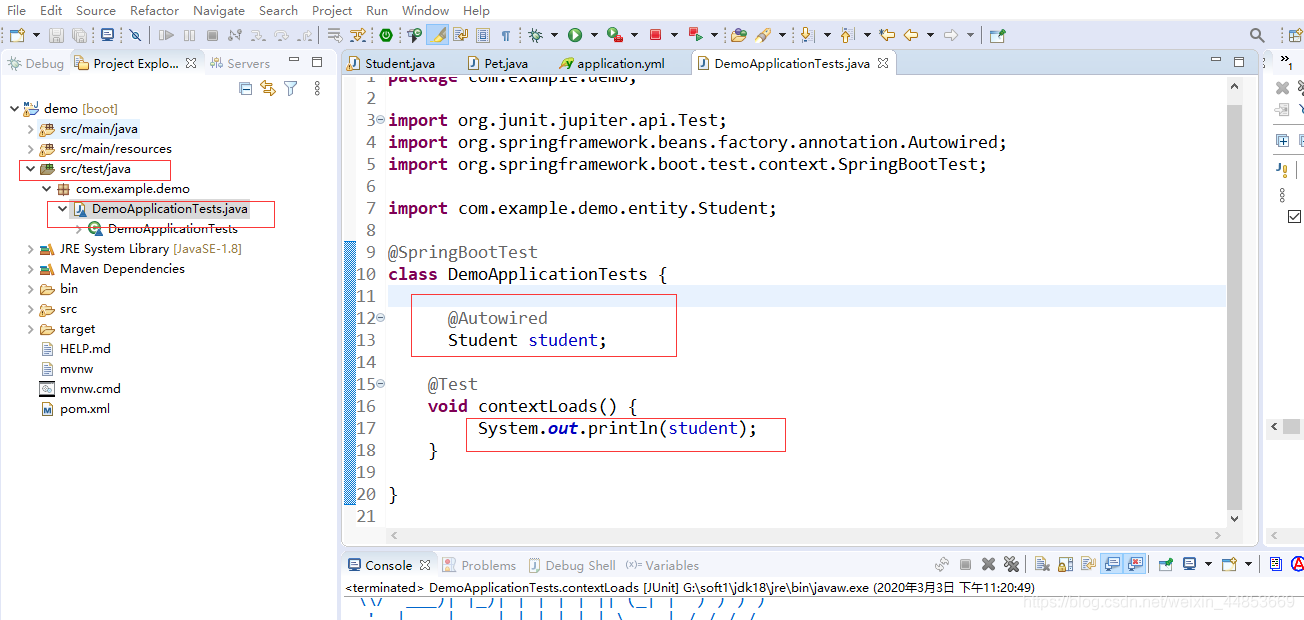 File Edit Source Refactor Navigate Search Project Run Window Help
Debug Project Explo... Servers
demo [boot]
src/main/java
src/main/resources
src/test/java
com.example.demo
DemoApplicationTests.java
DemoApplicationTests
JRE System Library [JavaSE-1.8]
Maven Dependencies
bin
src
target
HELP.md
mvnw
mvnw.cmd
pom.xml
Student.java Pet.java application.yml DemoApplicationTests.java
1 package com.example.demo;
2
3 import org.junit.jupiter.api.Test;
4 import org.springframework.beans.factory.annotation.Autowired;
5 import org.springframework.boot.test.context.SpringBootTest;
6
7 import com.example.demo.entity.Student;
8
9 @SpringBootTest
10 class DemoApplicationTests {
11
12 @Autowired
13 Student student;
14
15 @Test
16 void contextLoads() {
17 System.out.println(student);
18 }
19
20 }
21
Console Problems Debug Shell (x)= Variables
<terminated> DemoApplicationTests.contextLoads [JUnit] G:\soft1\jdk18\jre\bin\javaw.exe (2020年3月3日 下午11:20:49)
https://blog.csdn.net/weixin_44853669